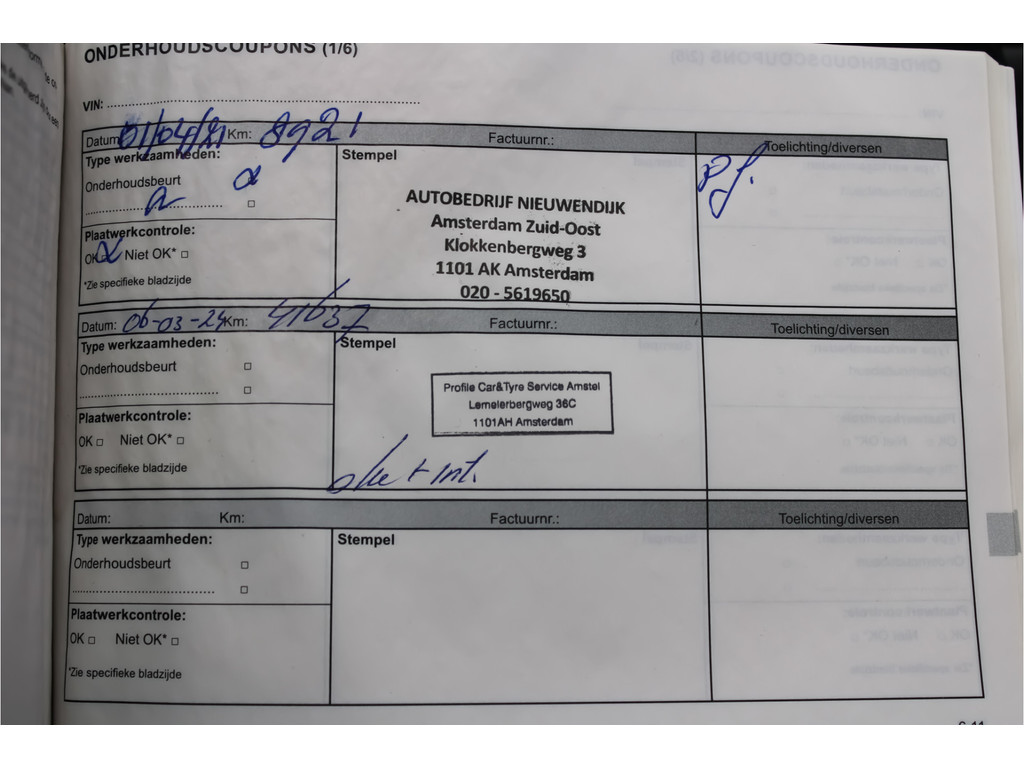 ONDERHOUDSCOUPONS (1/6)
VIN:
Datum: 01/04/21 Km: 8921 Factuurnr.: Toelichting/diversen
Type werkzaamheden: Stempel
Onderhoudsbeurt
Plaatwerkcontrole:
OK Niet OK*
*Zie specifieke bladzijde
AUTOBEDRIJF NIEUWENDIJK
Amsterdam Zuid-Oost
Klokkenbergweg 3
1101 AK Amsterdam
020 - 5619650
Datum: 06-03-24 Km: 41637 Factuurnr.: Toelichting/diversen
Type werkzaamheden: Stempel
Onderhoudsbeurt
Plaatwerkcontrole:
OK Niet OK*
*Zie specifieke bladzijde
Profile Car&Tyre Service Amstel
Lemelerbergweg 36C
1101AH Amsterdam
Datum: Km: Factuurnr.: Toelichting/diversen
Type werkzaamheden: Stempel
Onderhoudsbeurt
Plaatwerkcontrole:
OK Niet OK*
*Zie specifieke bladzijde